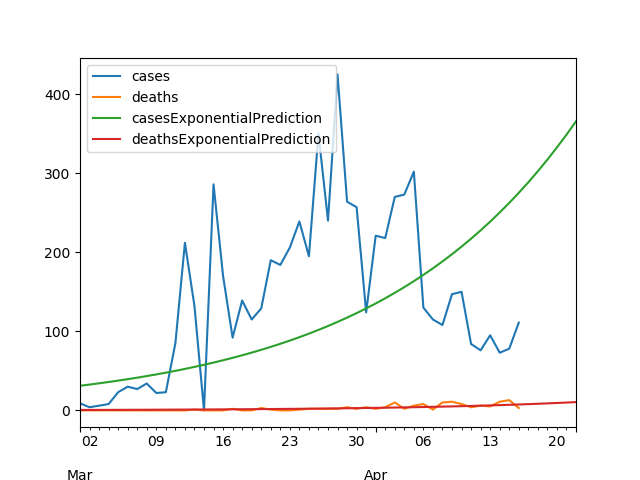 cases
deaths
casesExponentialPrediction
deathsExponentialPrediction
400
300
200
100
0
02 09 16 23 30 06 13 20
Mar Apr